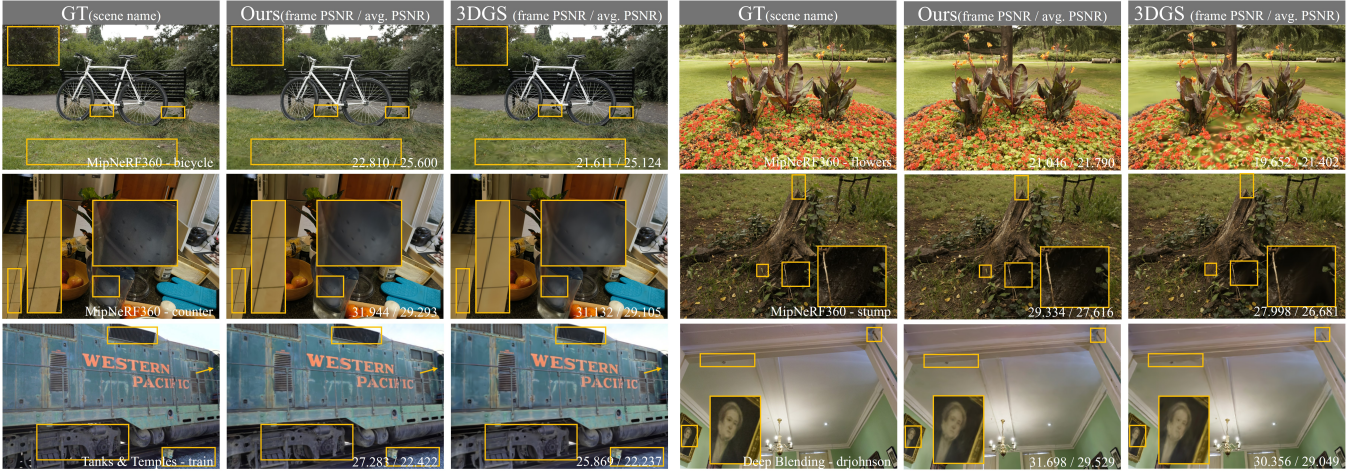 GT(scene name)
Ours(frame PSNR / avg. PSNR)
3DGS (frame PSNR / avg. PSNR)
GT(scene name)
Ours(frame PSNR / avg. PSNR)
3DGS (frame PSNR / avg. PSNR)
MipNeRF360 - bicycle
22.810 / 25.600
21.611 / 25.124
MipNeRF360 - flowers
21.046 / 21.790
19.652 / 21.402
MipNeRF360 - counter
31.944 / 29.293
31.132 / 29.105
MipNeRF360 - stump
29.334 / 27.616
27.998 / 26.681
WESTERN
PACIFIC
WESTERN
PACIFIC
WESTERN
PACIFIC
Tanks & Temples - train
27.283 / 22.422
25.869 / 22.237
Deep Blending - drjohnson
31.698 / 29.529
30.356 / 29.049